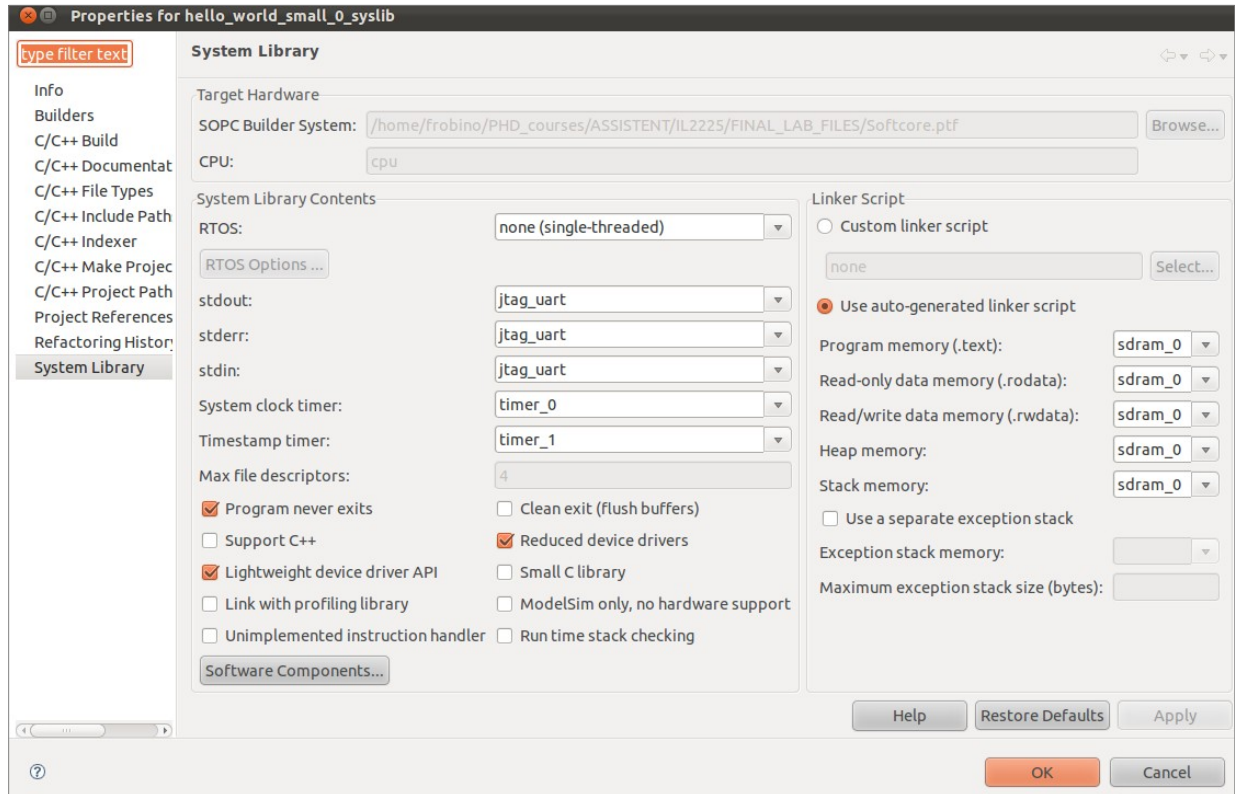 Properties for hello_world_small_0_syslib
type filter text
Info
Builders
C/C++ Build
C/C++ Documentat
C/C++ File Types
C/C++ Include Path
C/C++ Indexer
C/C++ Make Projec
C/C++ Project Path
Project References
Refactoring History
System Library
System Library
Target Hardware
SOPC Builder System: /home/frobino/PHD_courses/ASSISTENT/IL2225/FINAL_LAB_FILES/Softcore.ptf Browse...
CPU: cpu
System Library Contents
RTOS: none (single-threaded)
RTOS Options ...
stdout: jtag_uart
stderr: jtag_uart
stdin: jtag_uart
System clock timer: timer_0
Timestamp timer: timer_1
Max file descriptors: 4
Program never exits Clean exit (flush buffers)
Support C++ Reduced device drivers
Lightweight device driver API Small C library
Link with profiling library ModelSim only, no hardware support
Unimplemented instruction handler Run time stack checking
Software Components...
Linker Script
Custom linker script
none Select...
Use auto-generated linker script
Program memory (.text): sdram_0
Read-only data memory (.rodata): sdram_0
Read/write data memory (.rwdata): sdram_0
Heap memory: sdram_0
Stack memory: sdram_0
Use a separate exception stack
Exception stack memory:
Maximum exception stack size (bytes):
Help Restore Defaults Apply
? OK Cancel